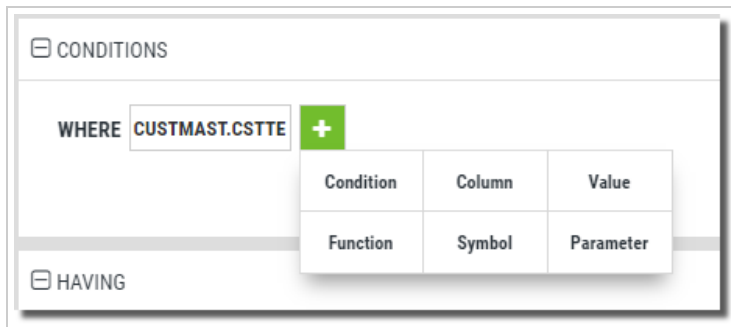 CONDITIONS
WHERE CUSTMAST.CSTTE +
Condition Column Value
Function Symbol Parameter
HAVING